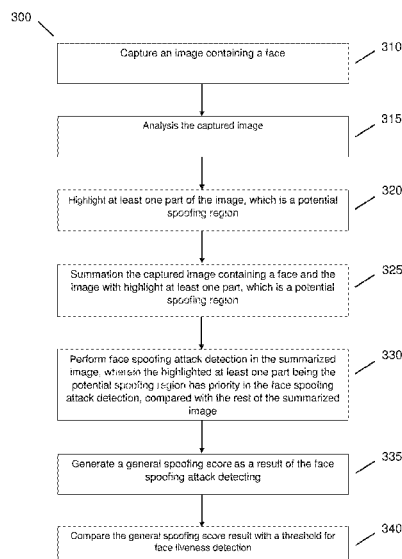 300
Capture an image containing a face
310
Analysis the captured image
315
Highlight at least one part of the image, which is a potential
spoofing region
320
Summation the captured image containing a face and the
image with highlight at least one part, which is a potential
spoofing region
325
Perform face spoofing attack detection in the summarized
image, wherein the highlighted at least one part being the
potential spoofing region has priority in the face spoofing
attack detection, compared with the rest of the summarized
image
330
Generate a general spoofing score as a result of the face
spoofing attack detecting
335
Compare the general spoofing score result with a threshold for
face liveness detection
340